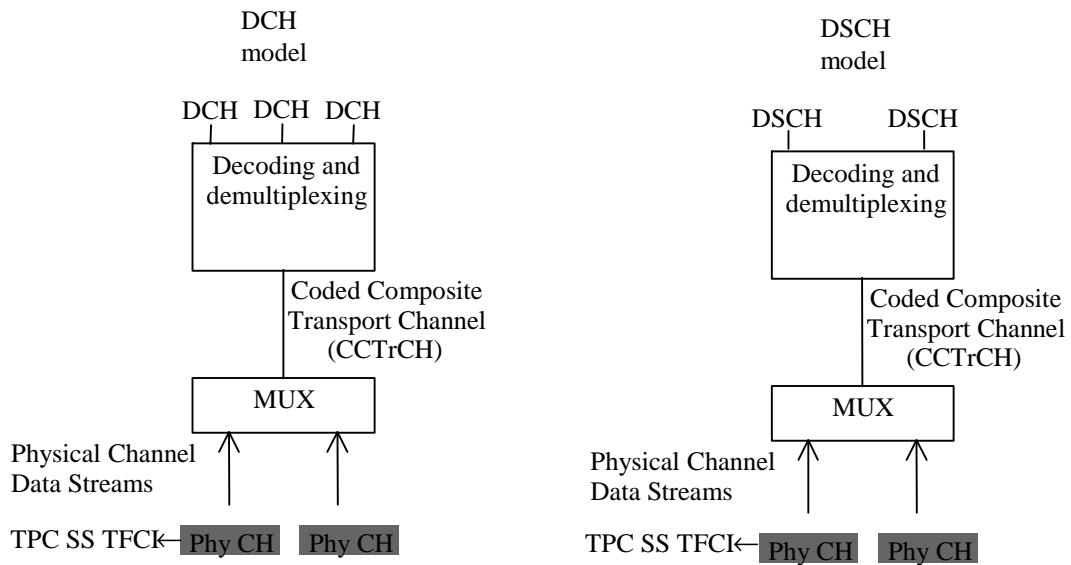 DCH
model
DCH DCH DCH
Decoding and
demultiplexing
Coded Composite
Transport Channel
(CCTrCH)
MUX
Physical Channel
Data Streams
TPC SS TFCI
Phy CH
Phy CH
DSCH
model
DSCH DSCH
Decoding and
demultiplexing
Coded Composite
Transport Channel
(CCTrCH)
MUX
Physical Channel
Data Streams
TPC SS TFCI
Phy CH
Phy CH